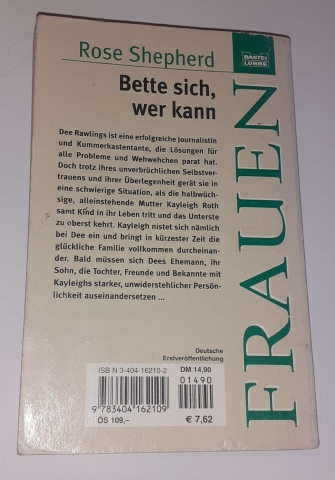 BASTEI
LÜBBE
Rose Shepherd
Bette sich,
wer kann
Dee Rawlings ist eine erfolgreiche Journalistin
und Kummerkastentante, die Lösungen für
alle Probleme und Wehwehchen parat hat.
Doch trotz ihres unverbrüchlichen Selbstver-
trauens und ihrer Überlegenheit gerät sie in
eine schwierige Situation, als die halbwüch-
sige, alleinstehende Mutter Kayleigh Roth
samt Kind in ihr Leben tritt und das Unterste
zu oberst kehrt. Kayleigh nistet sich nämlich
bei Dee ein und bringt in kürzester Zeit die
glückliche Familie vollkommen durcheinan-
der. Bald müssen sich Dees Ehemann, ihr
Sohn, die Tochter, Freunde und Bekannte mit
Kayleighs starker, unwiderstehlicher Persön-
lichkeit auseinandersetzen ...
FRAUEN
Deutsche
Erstveröffentlichung
ISBN 3-404-16210-2
DM 14,90
01490
9 783404 162109
ÖS 109,–
€ 7,62